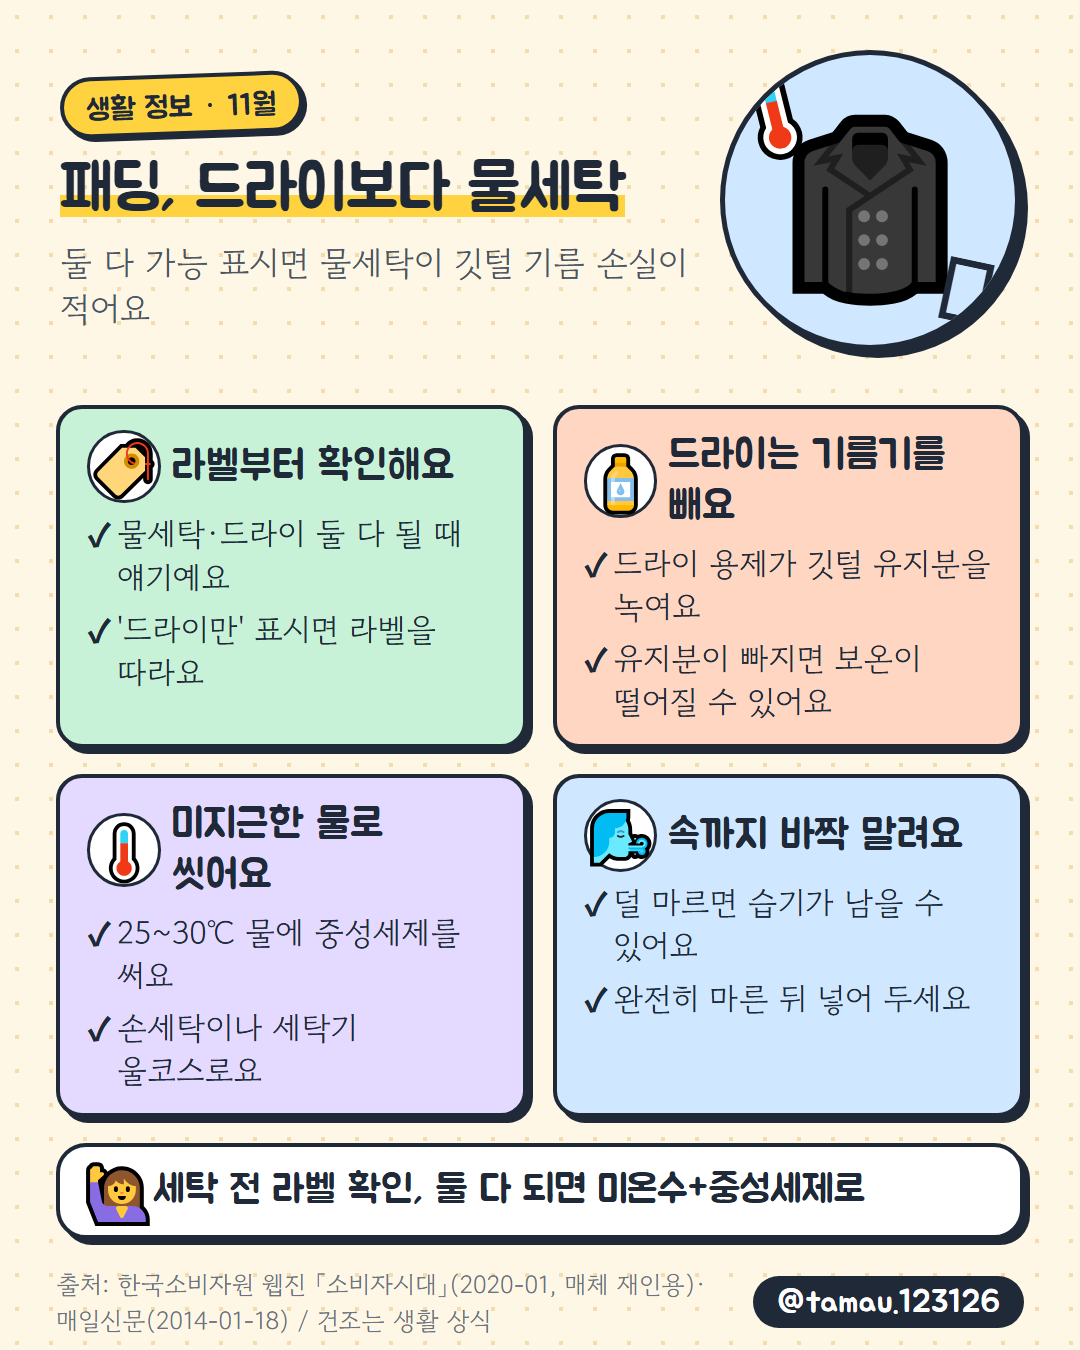 생활 정보 · 11월
패딩, 드라이보다 물세탁
둘 다 가능 표시면 물세탁이 깃털 기름 손실이
적어요
라벨부터 확인해요
✓물세탁·드라이 둘 다 될 때
얘기예요
✓'드라이만' 표시면 라벨을
따라요
드라이는 기름기를
빼요
✓드라이 용제가 깃털 유지분을
녹여요
✓유지분이 빠지면 보온이
떨어질 수 있어요
미지근한 물로
씻어요
✓25~30℃ 물에 중성세제를
써요
✓손세탁이나 세탁기
울코스로요
속까지 바짝 말려요
✓덜 마르면 습기가 남을 수
있어요
✓완전히 마른 뒤 넣어 두세요
세탁 전 라벨 확인, 둘 다 되면 미온수+중성세제로
출처: 한국소비자원 웹진 「소비자시대」(2020-01, 매체 재인용)·
매일신문(2014-01-18) / 건조는 생활 상식
@tamau.123126